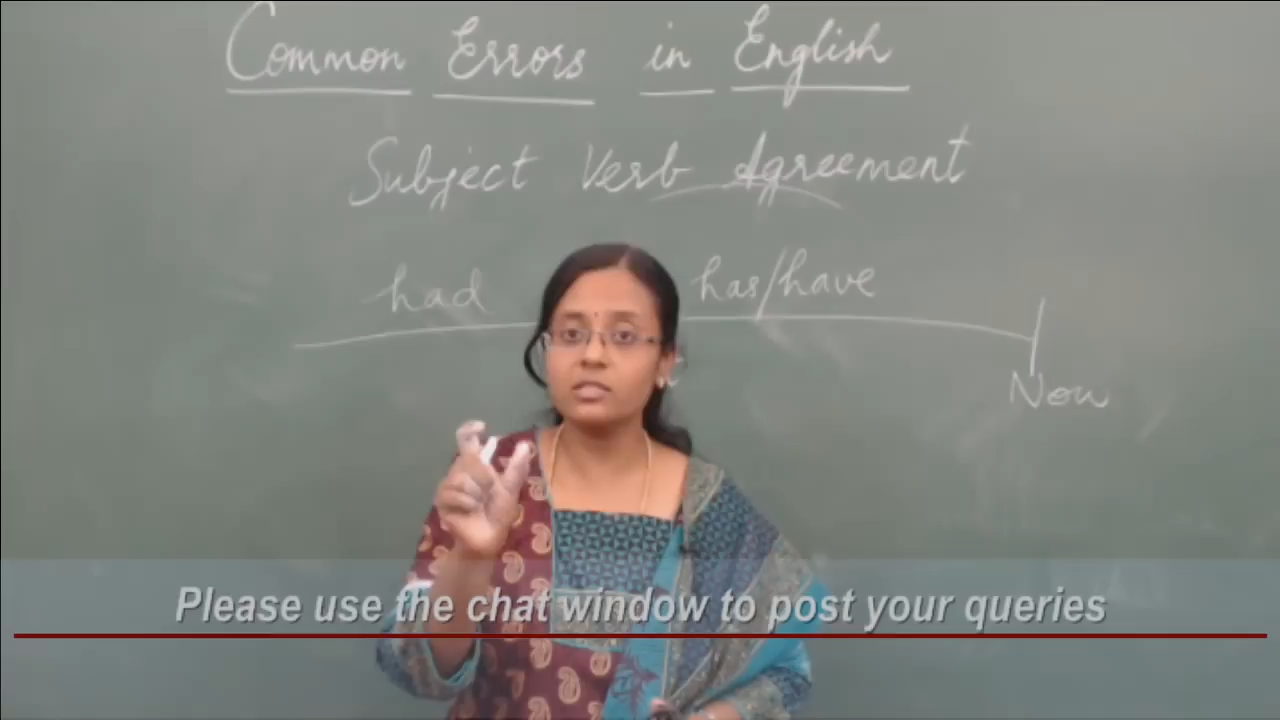 Common Errors in English
Subject Verb Agreement
had has/have
Now
Please use the chat window to post your queries